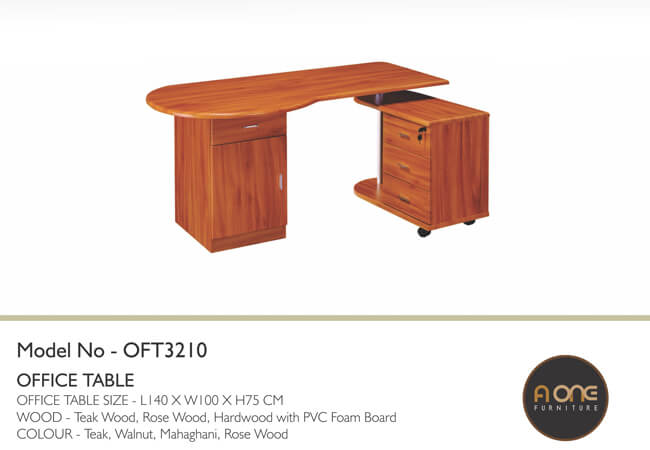 Model No - OFT3210
OFFICE TABLE
OFFICE TABLE SIZE - L140 X W100 X H75 CM
WOOD - Teak Wood, Rose Wood, Hardwood with PVC Foam Board
COLOUR - Teak, Walnut, Mahaghani, Rose Wood
A ONE
FURNITURE